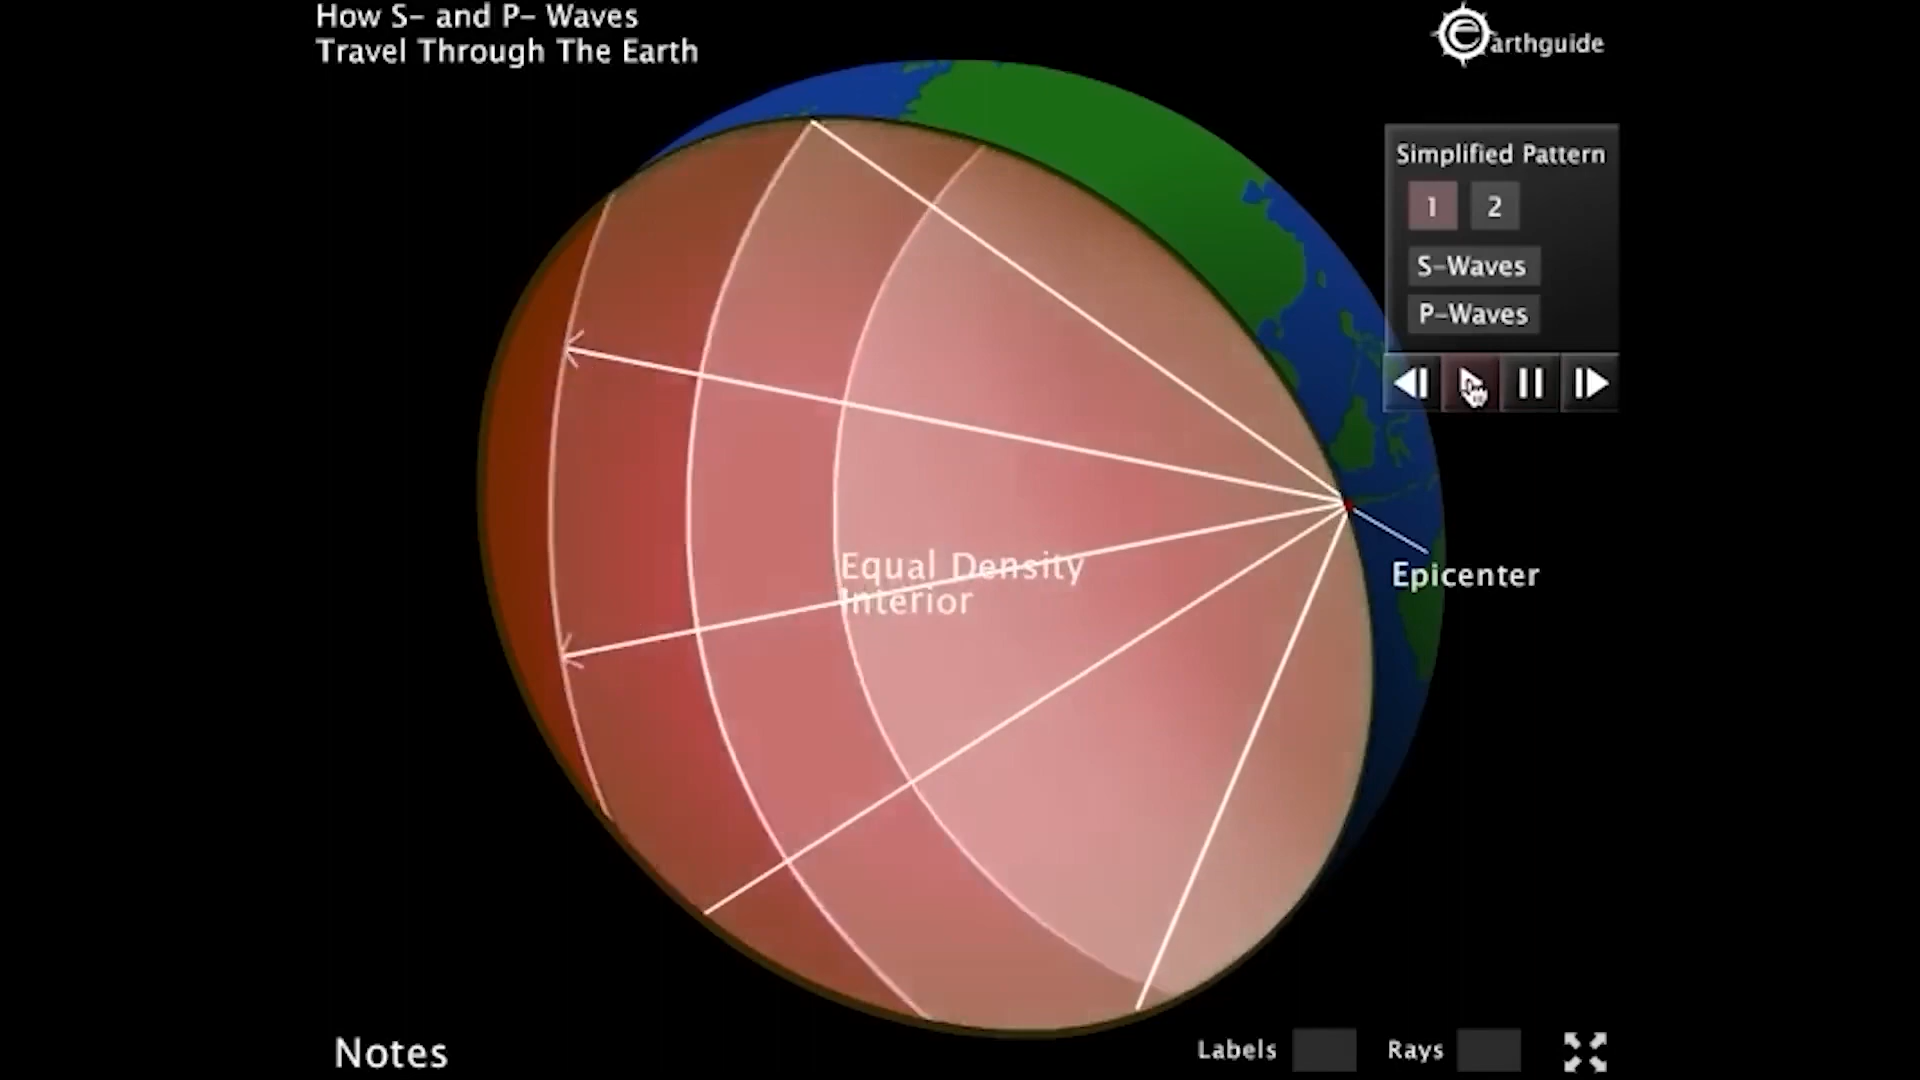 How S- and P- Waves
Travel Through The Earth
earthguide
Simplified Pattern
1 2
S-Waves
P-Waves
Equal Density
Interior
Epicenter
Notes
Labels
Rays